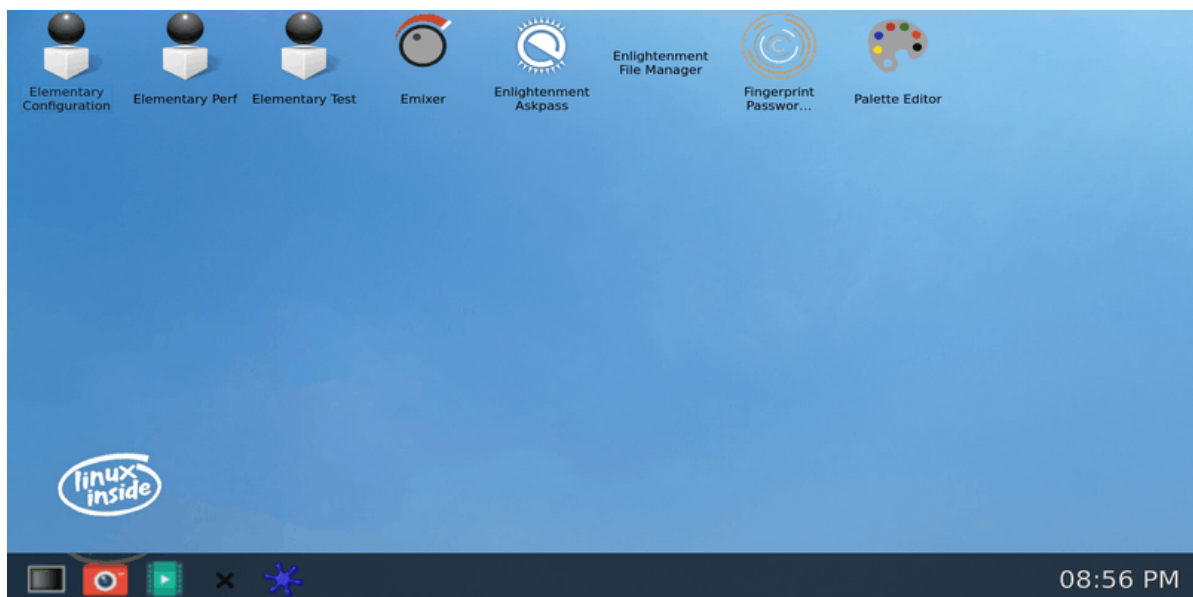 Elementary
Configuration
Elementary Perf
Elementary Test
Emixer
Enlightenment
Askpass
Enlightenment
File Manager
Fingerprint
Passwor...
Palette Editor
linux
inside
08:56 PM